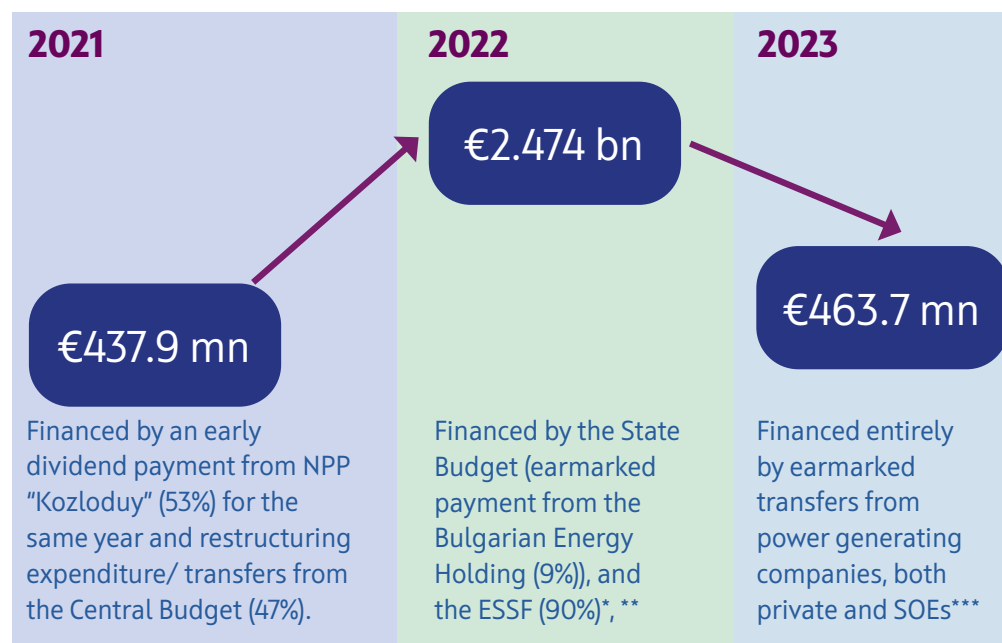 2021
€437.9 mn
Financed by an early
dividend payment from NPP
"Kozloduy" (53%) for the
same year and restructuring
expenditure/ transfers from
the Central Budget (47%).
2022
€2.474 bn
Financed by the State
Budget (earmarked
payment from the
Bulgarian Energy
Holding (9%)), and
the ESSF (90%)*, **
2023
€463.7 mn
Financed entirely
by earmarked
transfers from
power generating
companies, both
private and SOEs***